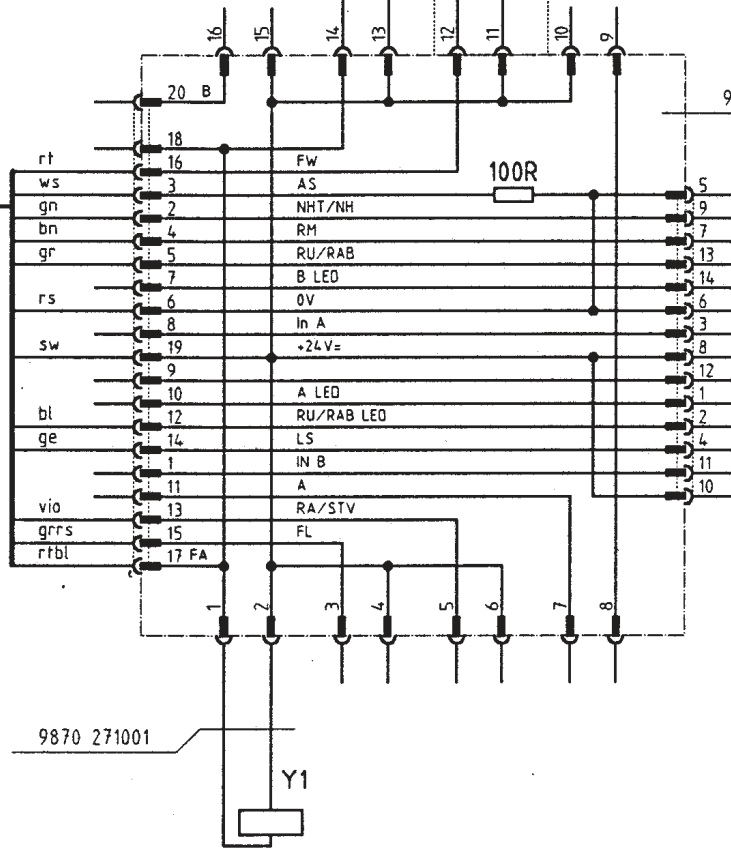 16 15 14 13 12 11 10 9
20 B
9
18
rt 16 FW
100R
ws 3 AS 5
gn 2 NHT/NH 9
bn 4 RM 7
gr 5 RU/RAB 13
7 B LED 14
rs 6 0V 6
8 In A 3
sw 19 +24V= 8
9 12
10 A LED 1
bl 12 RU/RAB LED 2
ge 14 LS 4
1 IN B 11
11 A 10
vio 13 RA/STV
grrs 15 FL
rtbl 17 FA
1 2 3 4 5 6 7 8
9870 271001
Y1